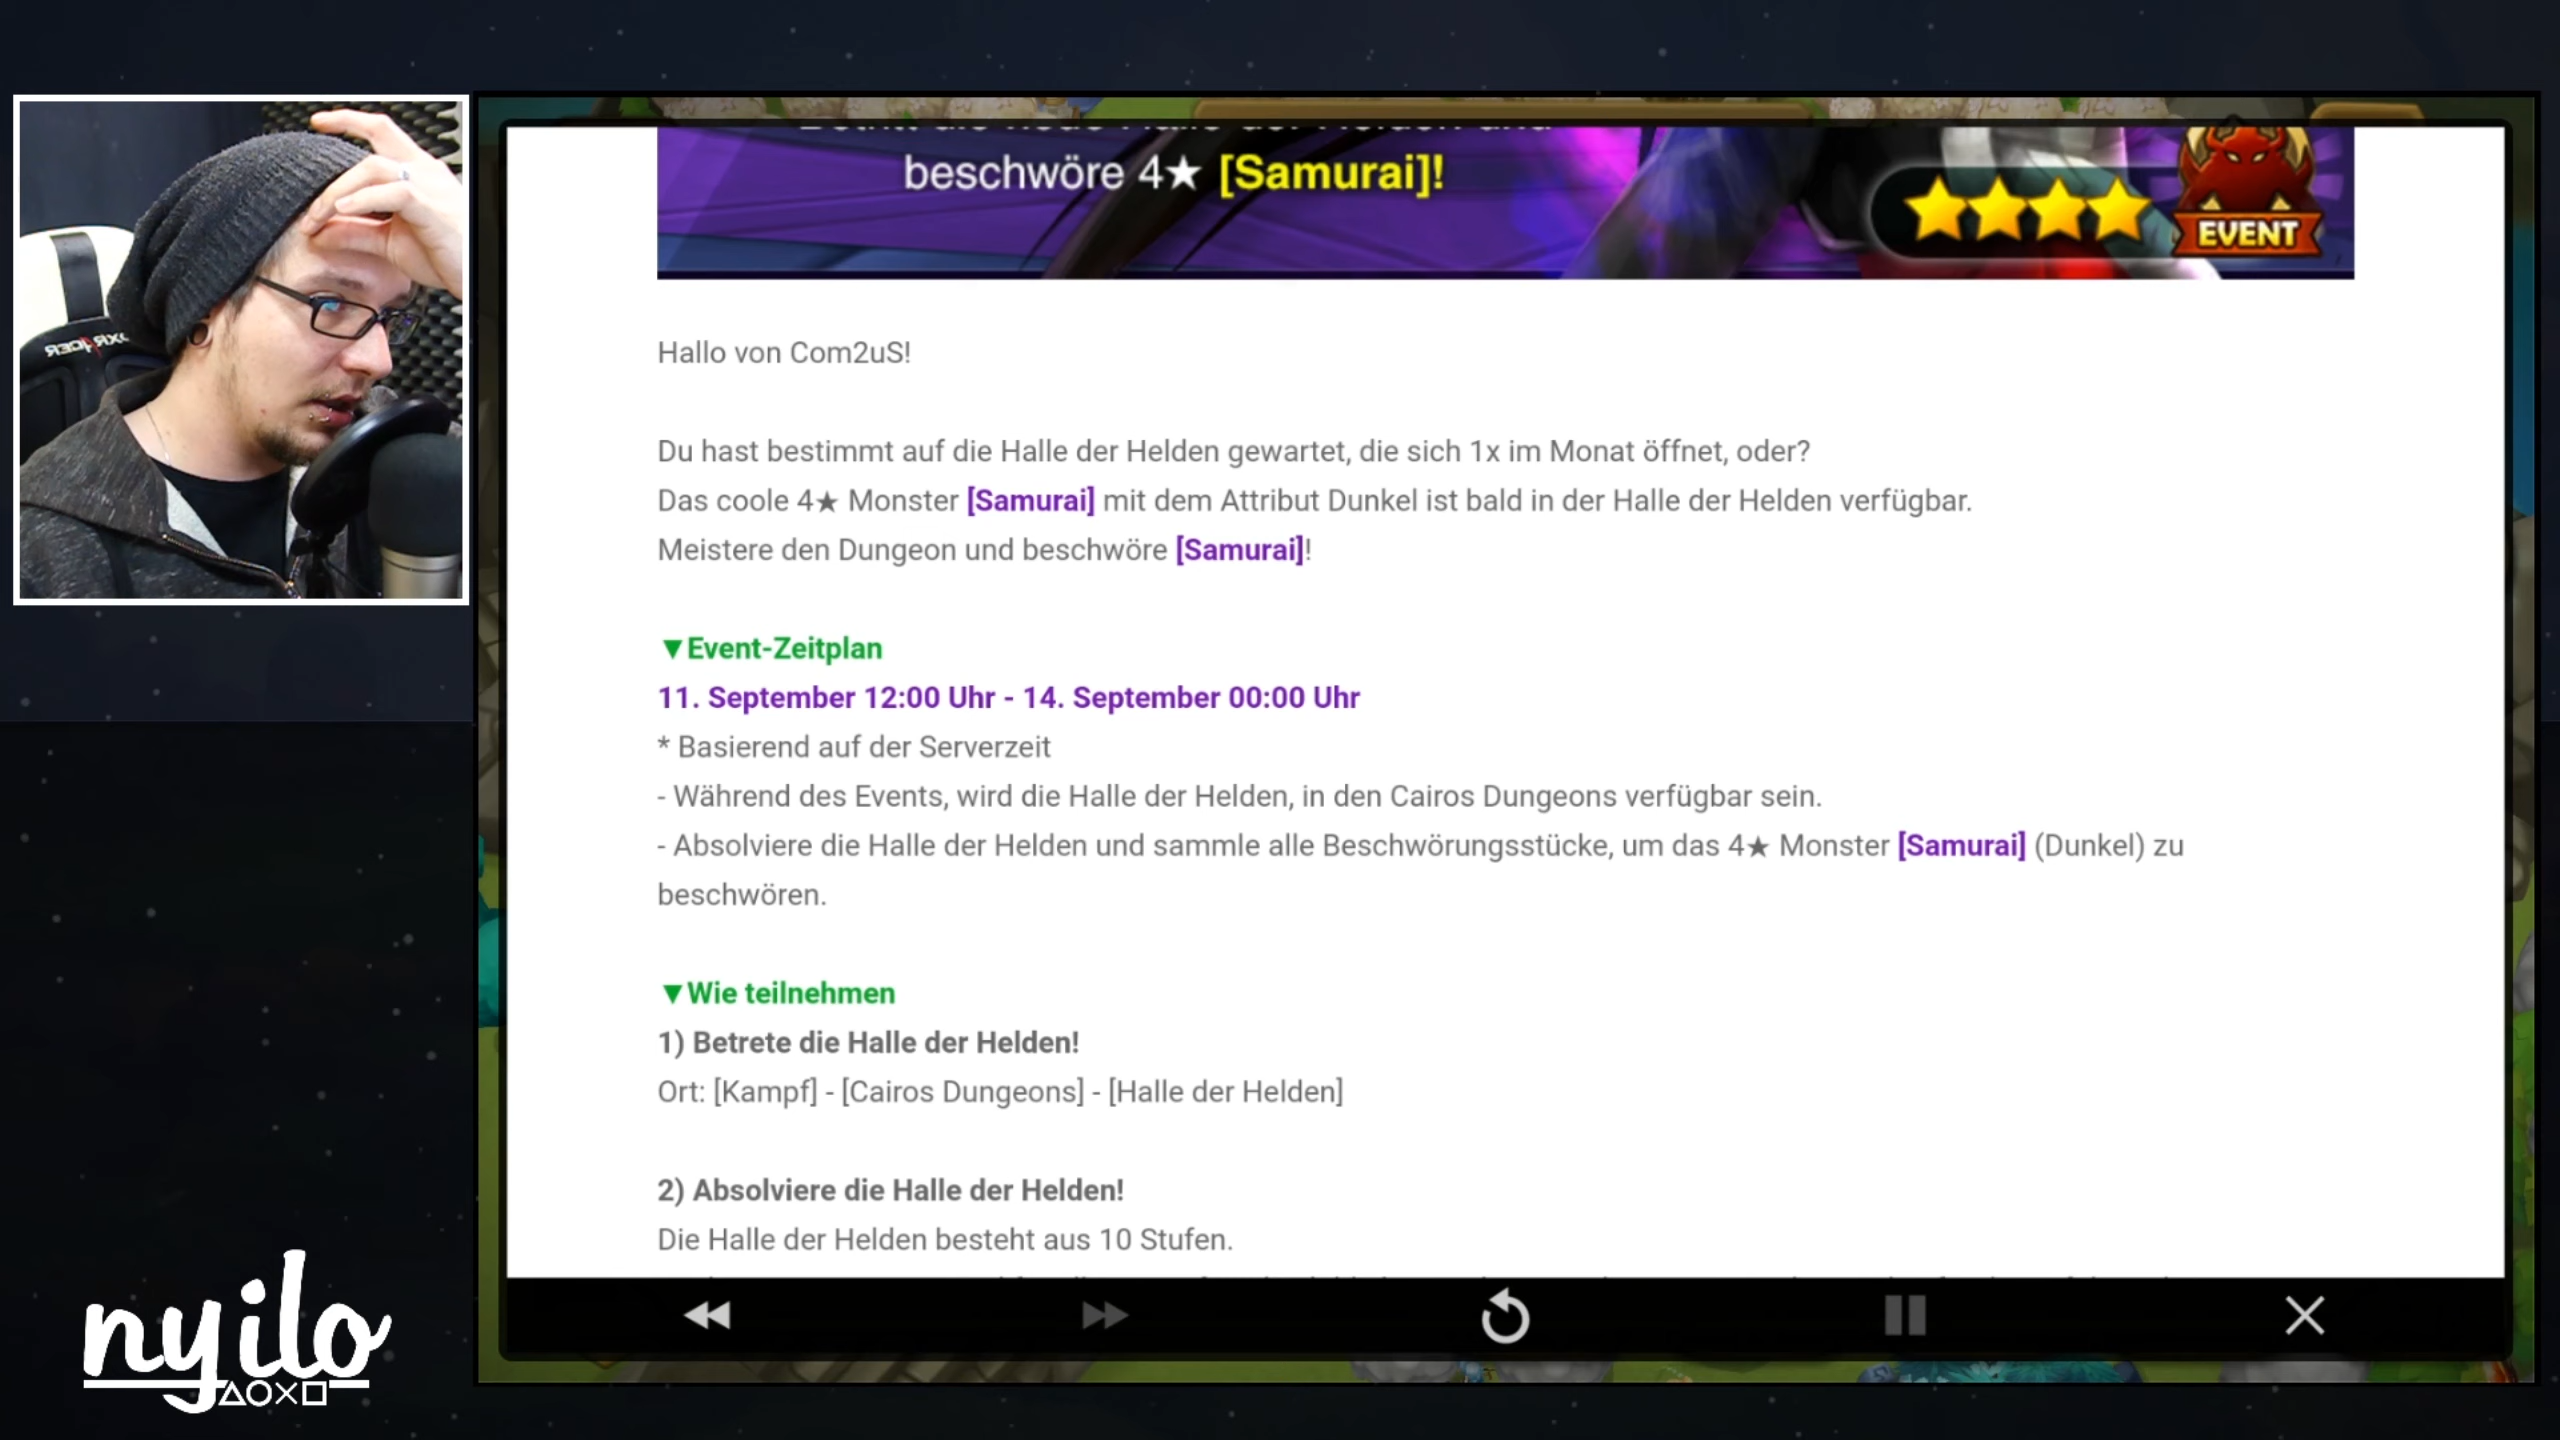 beschwöre 4★ [Samurai]!
EVENT
Hallo von Com2uS!
Du hast bestimmt auf die Halle der Helden gewartet, die sich 1x im Monat öffnet, oder?
Das coole 4★ Monster [Samurai] mit dem Attribut Dunkel ist bald in der Halle der Helden verfügbar.
Meistere den Dungeon und beschwöre [Samurai]!
▼Event-Zeitplan
11. September 12:00 Uhr - 14. September 00:00 Uhr
* Basierend auf der Serverzeit
- Während des Events, wird die Halle der Helden, in den Cairos Dungeons verfügbar sein.
- Absolviere die Halle der Helden und sammle alle Beschwörungsstücke, um das 4★ Monster [Samurai] (Dunkel) zu
beschwören.
▼Wie teilnehmen
1) Betrete die Halle der Helden!
Ort: [Kampf] - [Cairos Dungeons] - [Halle der Helden]
2) Absolviere die Halle der Helden!
Die Halle der Helden besteht aus 10 Stufen.
nyilo